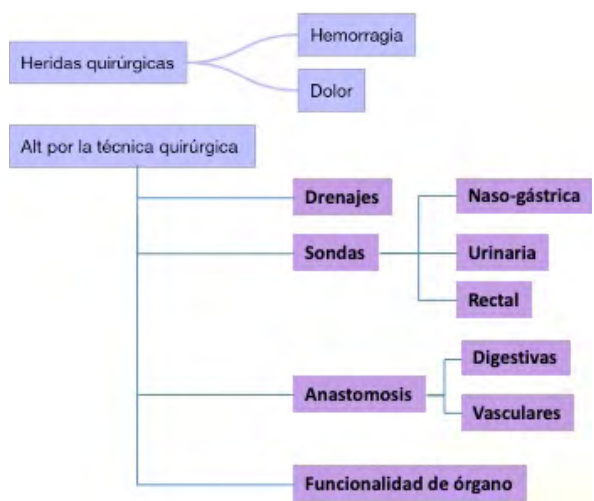 Hemorragia
Heridas quirúrgicas
Dolor
Alt por la técnica quirúrgica
Drenajes
Naso-gástrica
Sondas
Urinaria
Rectal
Digestivas
Anastomosis
Vasculares
Funcionalidad de órgano